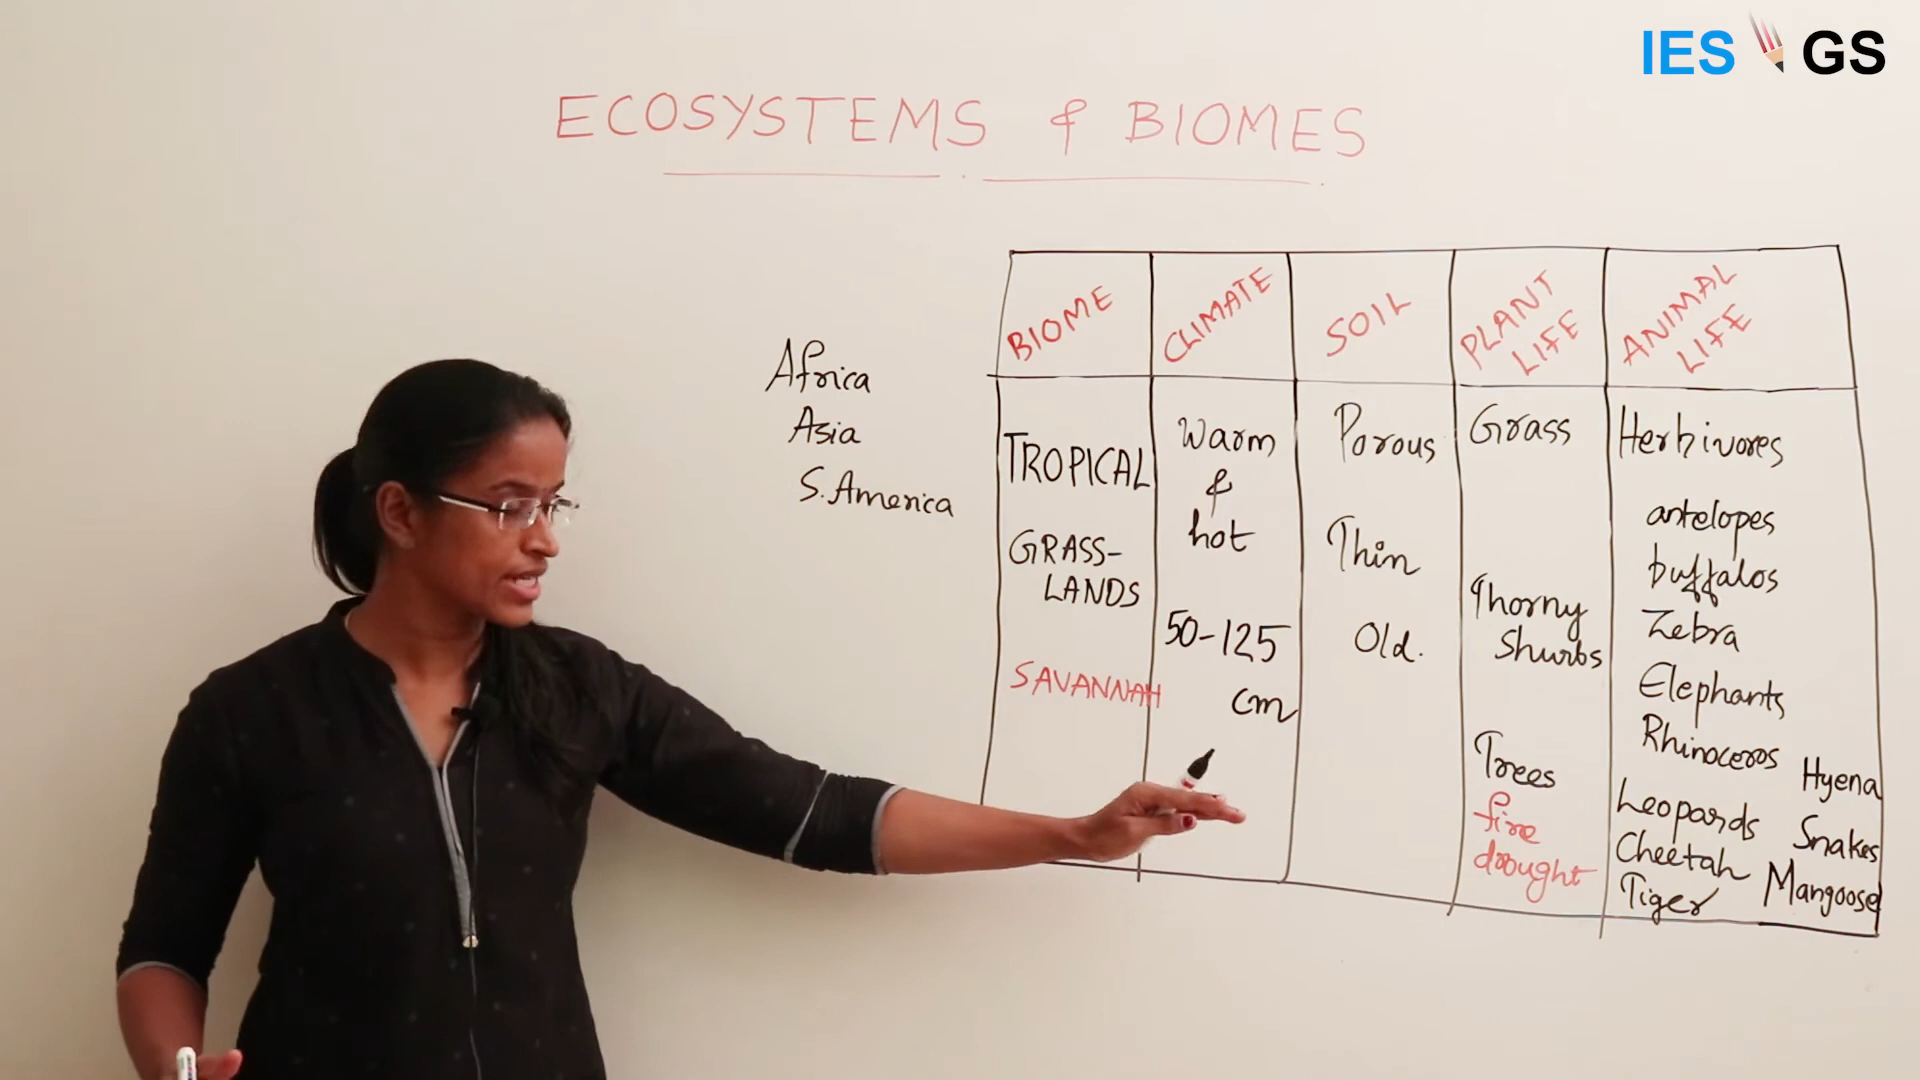 IES GS
ECOSYSTEMS & BIOMES
Africa
Asia
S. America
BIOME
CLIMATE
SOIL
PLANT
LIFE
ANIMAL
LIFE
TROPICAL
GRASS-
LANDS
SAVANNAH
Warm
&
hot
50-125
cm
Porous
Thin
Old.
Grass
Thorny
Shurbs
Trees
fire
drought
Herbivores
antelopes
buffalos
Zebra
Elephants
Rhinoceros
Leopards
Cheetah
Tiger
Hyena
Snakes
Mangoose